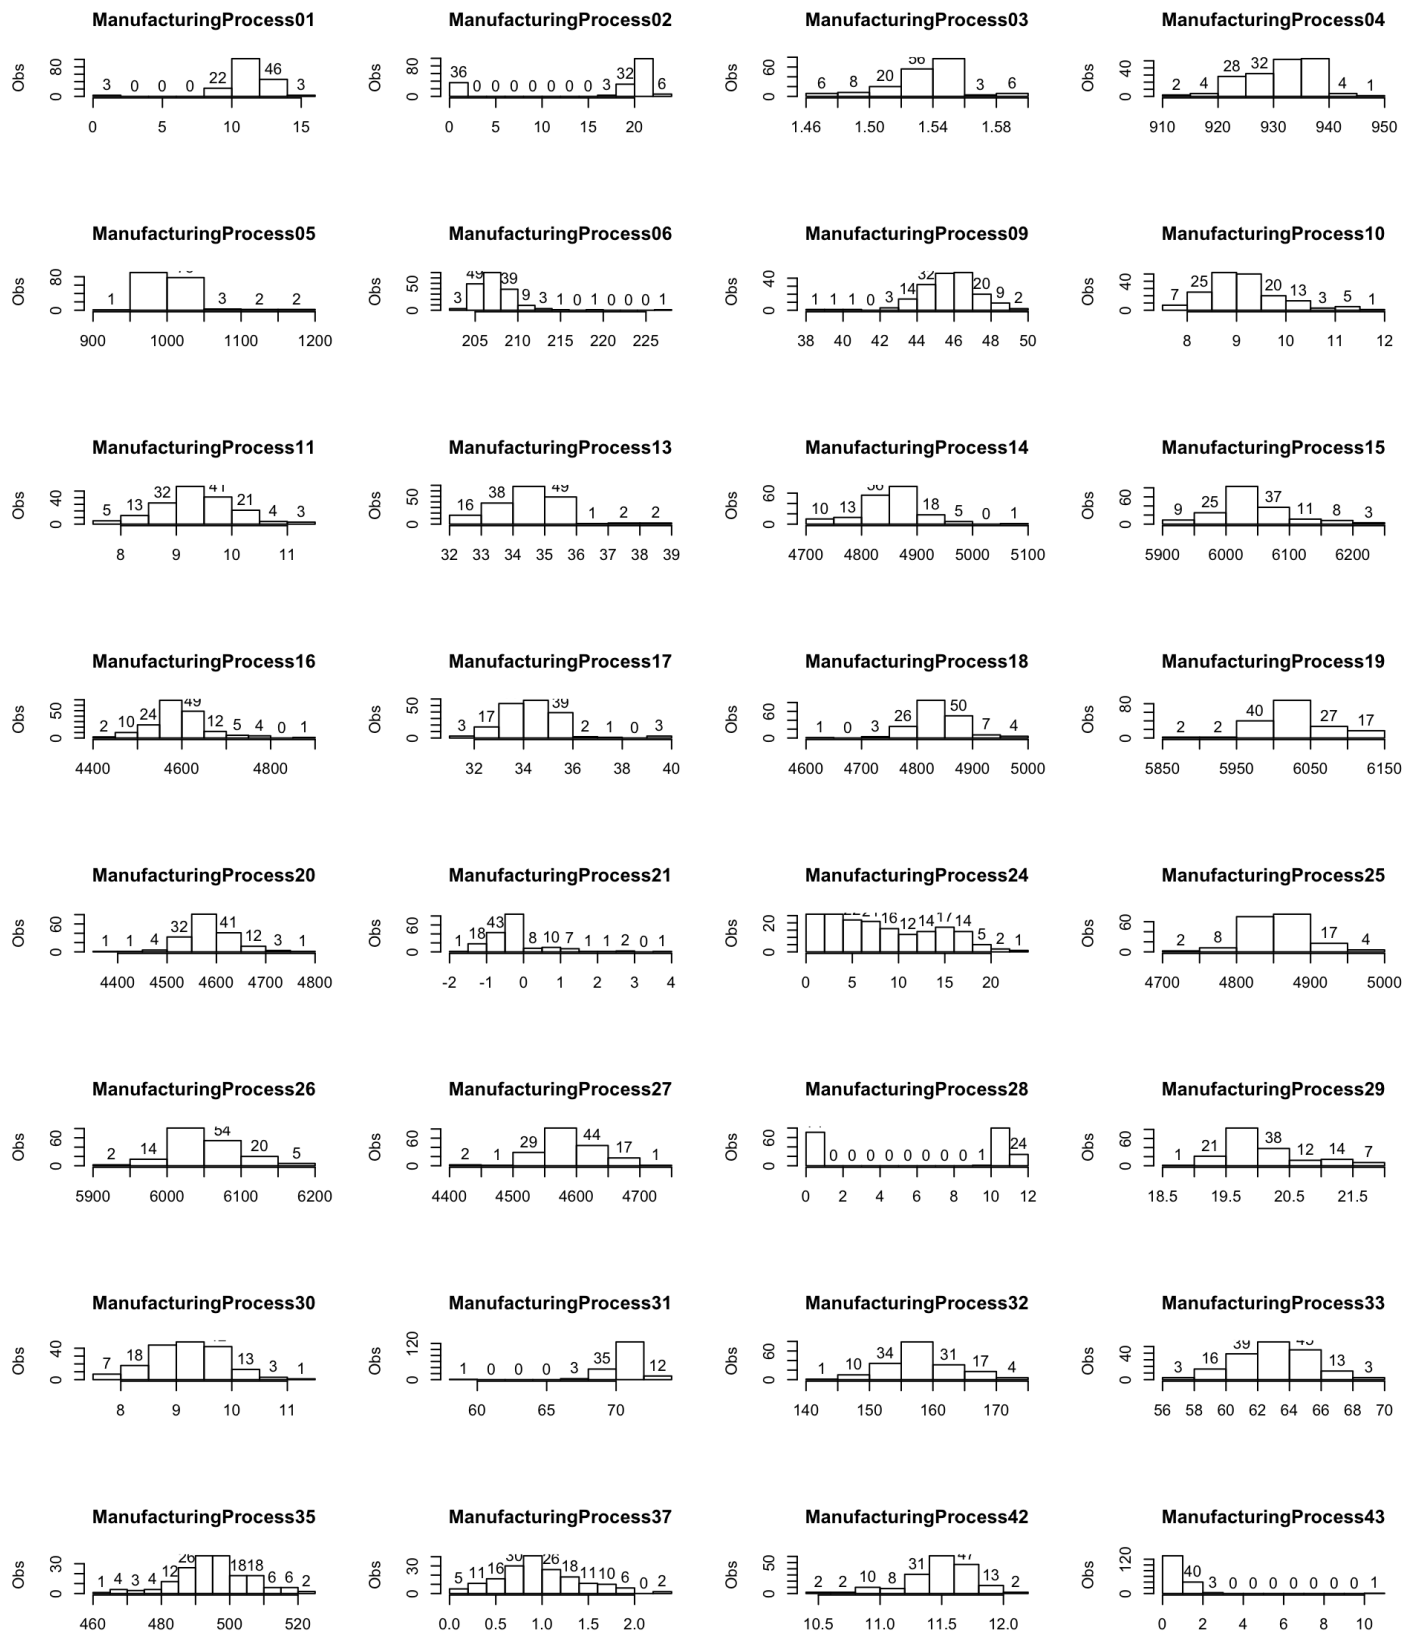 ManufacturingProcess01 ManufacturingProcess02 ManufacturingProcess03 ManufacturingProcess04
Obs 0 80 3 0 0 0 22 46 3 Obs 0 80 36 0 0 0 0 0 0 0 3 32 6 Obs 0 60 6 8 20 56 3 6 Obs 0 40 2 4 28 32 4 1
0 5 10 15 0 5 10 15 20 1.46 1.50 1.54 1.58 910 920 930 940 950
ManufacturingProcess05 ManufacturingProcess06 ManufacturingProcess09 ManufacturingProcess10
Obs 0 80 1 3 2 2 Obs 0 50 3 49 39 9 3 1 0 1 0 0 0 1 Obs 0 40 1 1 1 0 3 14 32 20 9 2 Obs 0 40 7 25 20 13 3 5 1
900 1000 1100 1200 205 210 215 220 225 38 40 42 44 46 48 50 8 9 10 11 12
ManufacturingProcess11 ManufacturingProcess13 ManufacturingProcess14 ManufacturingProcess15
Obs 0 40 5 13 32 41 21 4 3 Obs 0 50 16 38 49 1 2 2 Obs 0 60 10 13 56 18 5 0 1 Obs 0 60 9 25 37 11 8 3
8 9 10 11 32 33 34 35 36 37 38 39 4700 4800 4900 5000 5100 5900 6000 6100 6200
ManufacturingProcess16 ManufacturingProcess17 ManufacturingProcess18 ManufacturingProcess19
Obs 0 50 2 10 24 49 12 5 4 0 1 Obs 0 50 3 17 39 2 1 0 3 Obs 0 60 1 0 3 26 50 7 4 Obs 0 80 2 2 40 27 17
4400 4600 4800 32 34 36 38 40 4600 4700 4800 4900 5000 5850 5950 6050 6150
ManufacturingProcess20 ManufacturingProcess21 ManufacturingProcess24 ManufacturingProcess25
Obs 0 60 1 1 4 32 41 12 3 1 Obs 0 60 1 18 43 8 10 7 1 1 2 0 1 Obs 0 20 16 12 14 17 14 5 2 1 Obs 0 60 2 8 17 4
4400 4500 4600 4700 4800 -2 -1 0 1 2 3 4 0 5 10 15 20 4700 4800 4900 5000
ManufacturingProcess26 ManufacturingProcess27 ManufacturingProcess28 ManufacturingProcess29
Obs 0 60 2 14 54 20 5 Obs 0 60 2 1 29 44 17 1 Obs 0 60 0 0 0 0 0 0 0 0 1 24 Obs 0 60 1 21 38 12 14 7
5900 6000 6100 6200 4400 4500 4600 4700 0 2 4 6 8 10 12 18.5 19.5 20.5 21.5
ManufacturingProcess30 ManufacturingProcess31 ManufacturingProcess32 ManufacturingProcess33
Obs 0 40 7 18 13 3 1 Obs 0 120 1 0 0 0 3 35 12 Obs 0 60 1 10 34 31 17 4 Obs 0 40 3 16 39 13 3
8 9 10 11 60 65 70 140 150 160 170 56 58 60 62 64 66 68 70
ManufacturingProcess35 ManufacturingProcess37 ManufacturingProcess42 ManufacturingProcess43
Obs 0 30 1 4 3 4 12 26 18 18 6 6 2 Obs 0 30 5 11 16 30 26 18 11 10 6 0 2 Obs 0 50 2 2 10 8 31 47 13 2 Obs 0 120 40 3 0 0 0 0 0 0 0 1
460 480 500 520 0.0 0.5 1.0 1.5 2.0 10.5 11.0 11.5 12.0 0 2 4 6 8 10